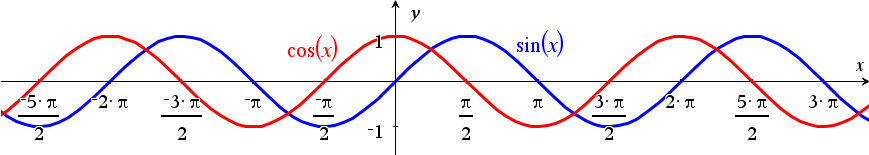 y
1
cos(x)
sin(x)
x
-5· π/2
-2· π
-3· π/2
-π
-π/2
π/2
π
3· π/2
2· π
5· π/2
3· π
-1